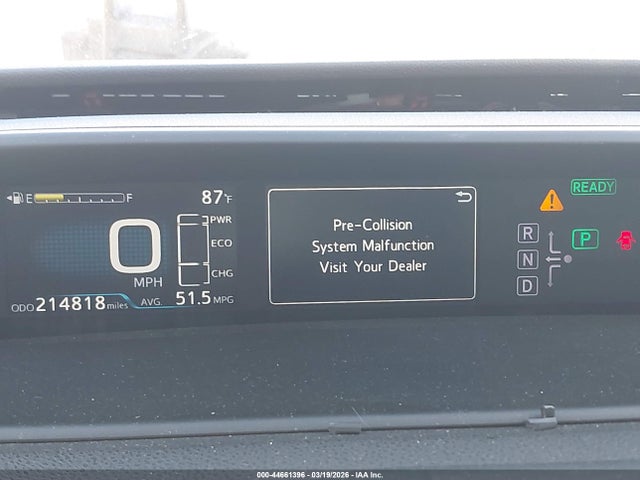 READY
E F 87°F
Pre-Collision
System Malfunction
Visit Your Dealer
PWR
ECO
CHG
0
MPH
R
N
D
P
ODO 214818 miles AVG. 51.5 MPG
000-44661396 - 03/19/2026 - IAA Inc.